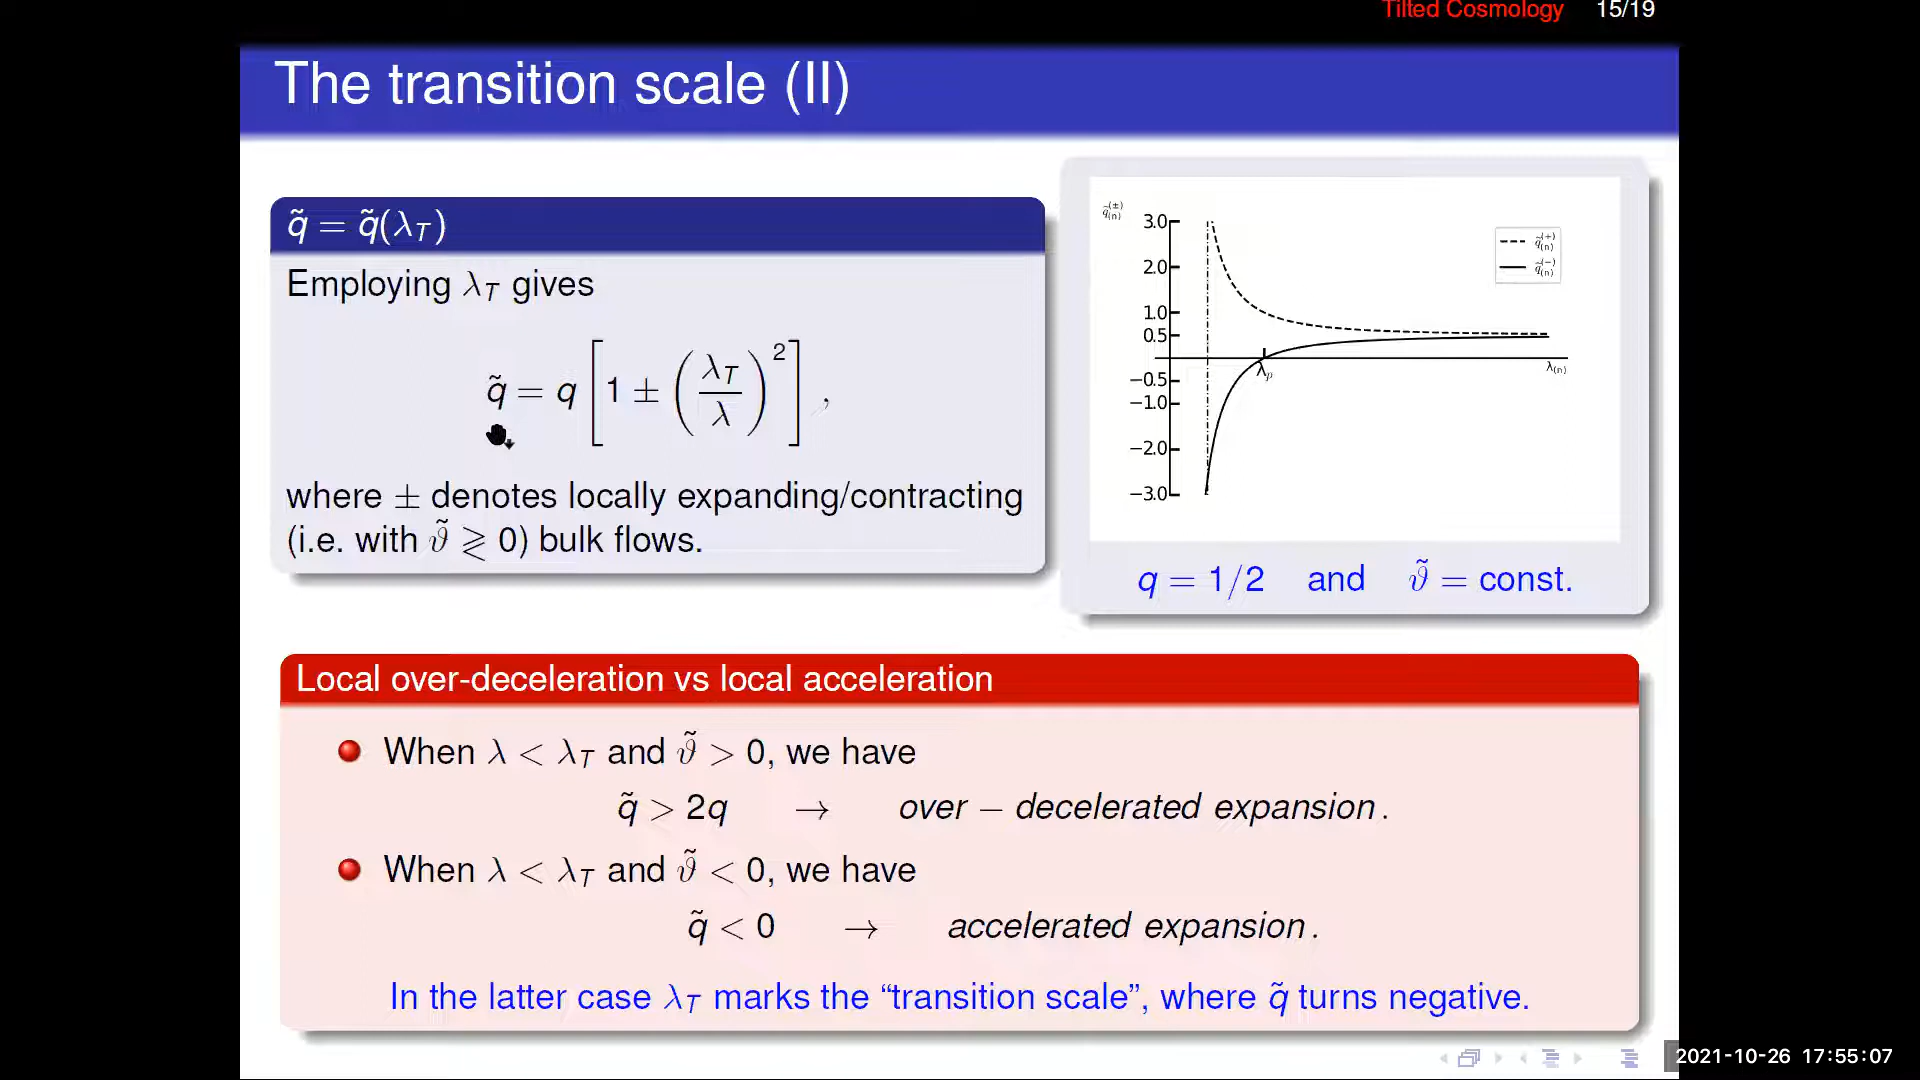 Tilted Cosmology 15/19
The transition scale (II)
q̃ = q̃(λ_T)
Employing λ_T gives
q̃ = q [1 ± (λ_T/λ)²] ,
where ± denotes locally expanding/contracting
(i.e. with ϑ̃ ≷ 0) bulk flows.
q̃_(n)^(±)
3.0
2.0
1.0
0.5
−0.5
−1.0
−2.0
−3.0
q̃_(n)^(+)
q̃_(n)^(−)
λ_p
λ_(n)
q = 1/2 and ϑ̃ = const.
Local over-deceleration vs local acceleration
When λ < λ_T and ϑ̃ > 0, we have
q̃ > 2q → over − decelerated expansion .
When λ < λ_T and ϑ̃ < 0, we have
q̃ < 0 → accelerated expansion .
In the latter case λ_T marks the “transition scale”, where q̃ turns negative.
2021-10-26 17:55:07